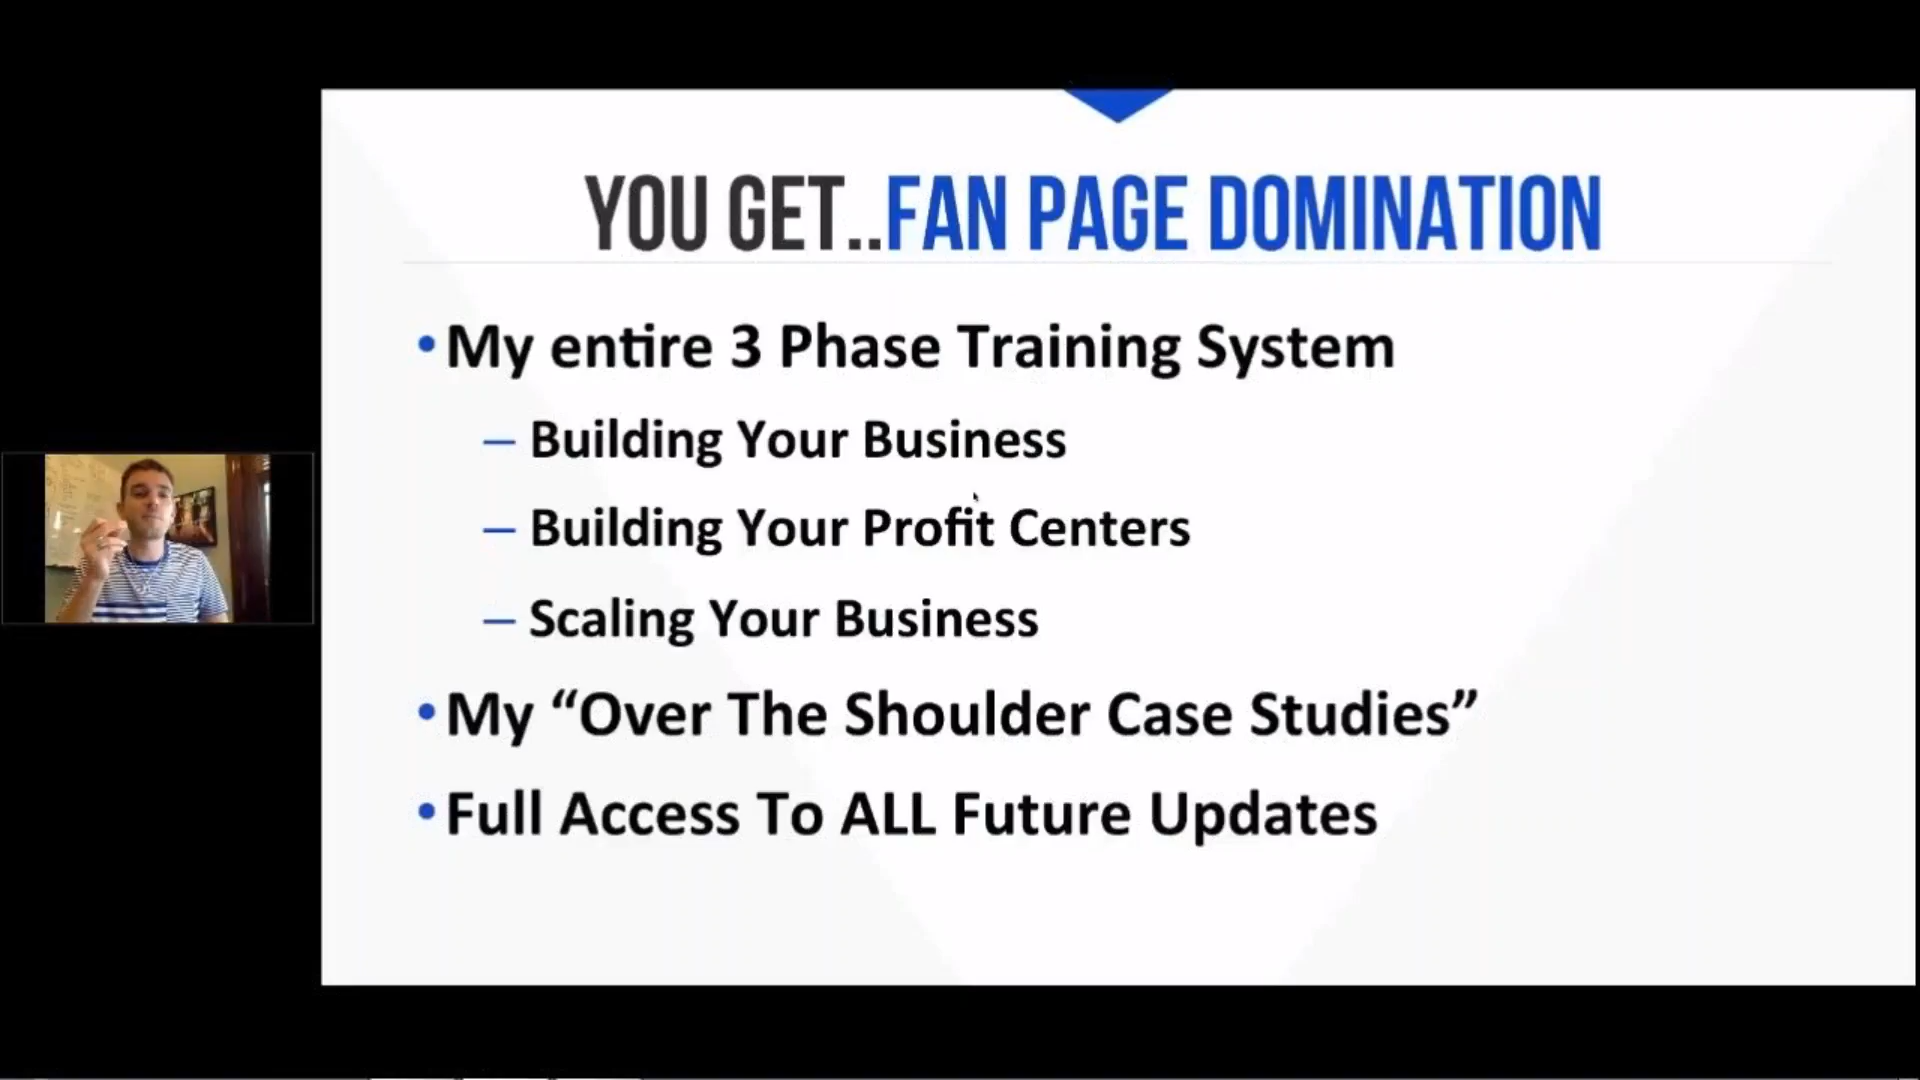 YOU GET..FAN PAGE DOMINATION
• My entire 3 Phase Training System
– Building Your Business
– Building Your Profit Centers
– Scaling Your Business
• My “Over The Shoulder Case Studies”
• Full Access To ALL Future Updates